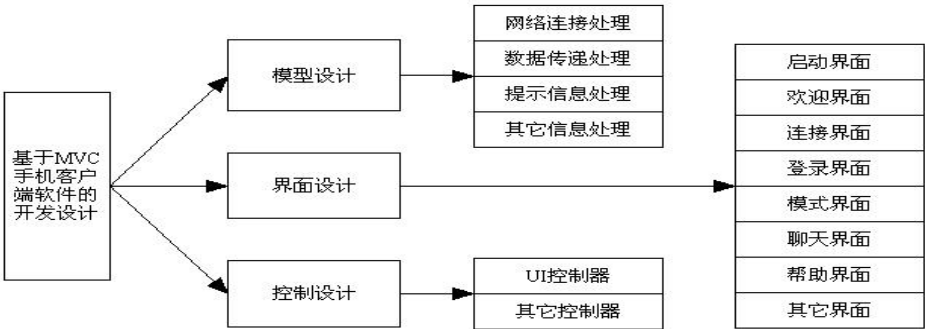 基于MVC
手机客户
端软件的
开发设计
模型设计
网络连接处理
数据传递处理
提示信息处理
其它信息处理
界面设计
启动界面
欢迎界面
连接界面
登录界面
模式界面
聊天界面
帮助界面
其它界面
控制设计
UI控制器
其它控制器